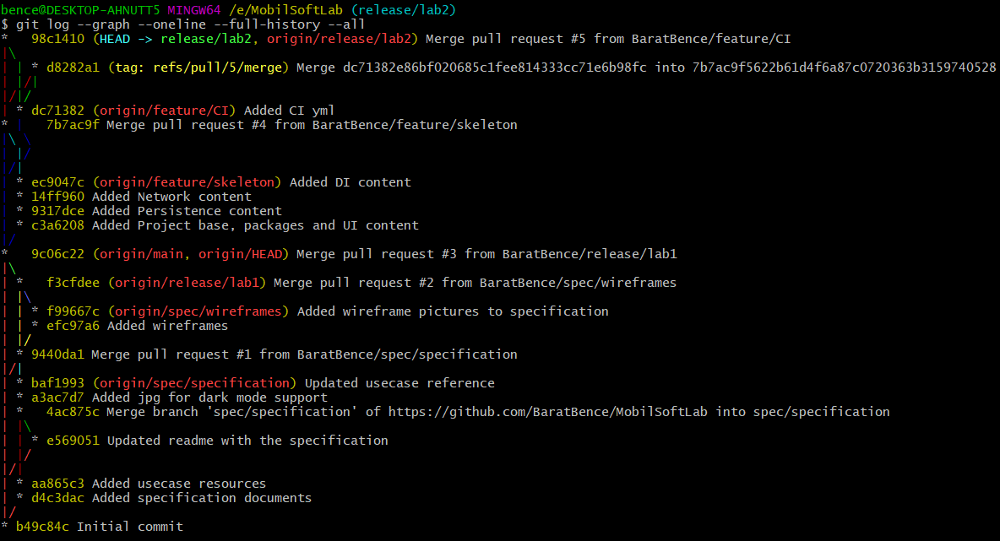 bence@DESKTOP-AHNUTT5 MINGW64 /e/MobilSoftLab (release/lab2)
$ git log --graph --oneline --full-history --all
*   98c1410 (HEAD -> release/lab2, origin/release/lab2) Merge pull request #5 from BaratBence/feature/CI
|\
| | * d8282a1 (tag: refs/pull/5/merge) Merge dc71382e86bf020685c1fee814333cc71e6b98fc into 7b7ac9f5622b61d4f6a87c0720363b3159740528
| |/|
|/|/
| * dc71382 (origin/feature/CI) Added CI yml
* |   7b7ac9f Merge pull request #4 from BaratBence/feature/skeleton
|\ \
| |/
|/|
| * ec9047c (origin/feature/skeleton) Added DI content
| * 14ff960 Added Network content
| * 9317dce Added Persistence content
| * c3a6208 Added Project base, packages and UI content
|/
*   9c06c22 (origin/main, origin/HEAD) Merge pull request #3 from BaratBence/release/lab1
|\
| *   f3cfdee (origin/release/lab1) Merge pull request #2 from BaratBence/spec/wireframes
| |\
| | * f99667c (origin/spec/wireframes) Added wireframe pictures to specification
| | * efc97a6 Added wireframes
| |/
| * 9440da1 Merge pull request #1 from BaratBence/spec/specification
|/|
| * baf1993 (origin/spec/specification) Updated usecase reference
| * a3ac7d7 Added jpg for dark mode support
| *   4ac875c Merge branch 'spec/specification' of https://github.com/BaratBence/MobilSoftLab into spec/specification
| |\
| | * e569051 Updated readme with the specification
| |/
|/|
| * aa865c3 Added usecase resources
| * d4c3dac Added specification documents
|/
* b49c84c Initial commit